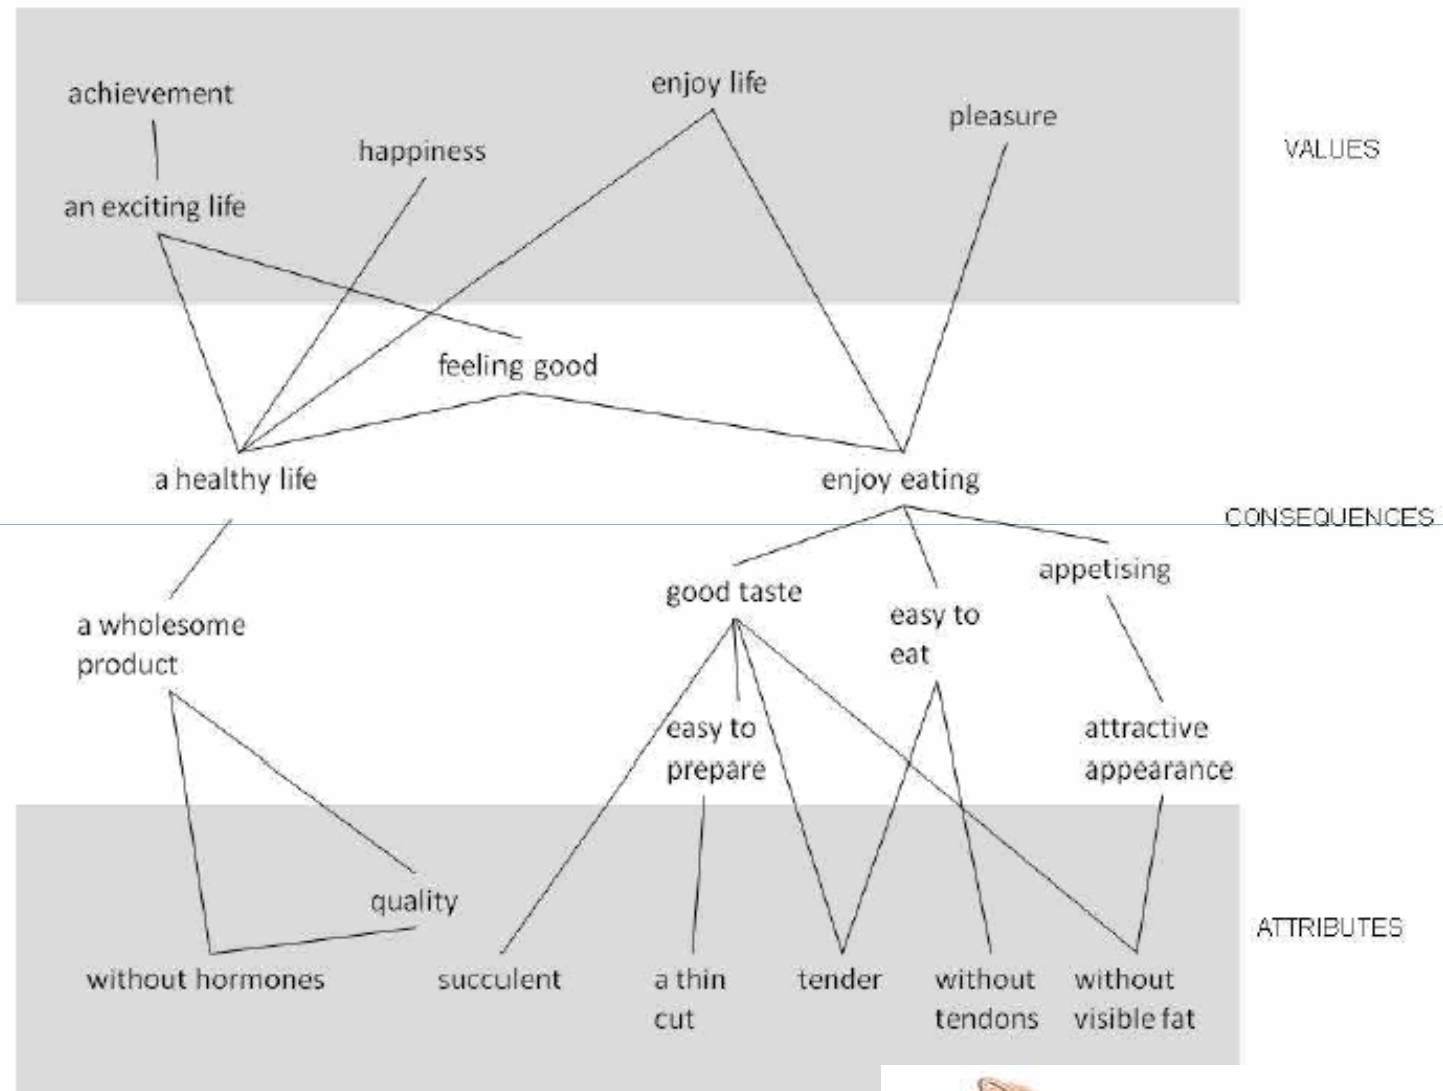 enjoy life
achievement
pleasure
happiness
VALUES
an exciting life
feeling good
a healthy life
enjoy eating
CONSEQUENCES
appetising
good taste
easy to
eat
a wholesome
product
easy to
prepare
attractive
appearance
quality
ATTRIBUTES
without hormones
succulent
a thin
cut
tender
without
tendons
without
visible fat